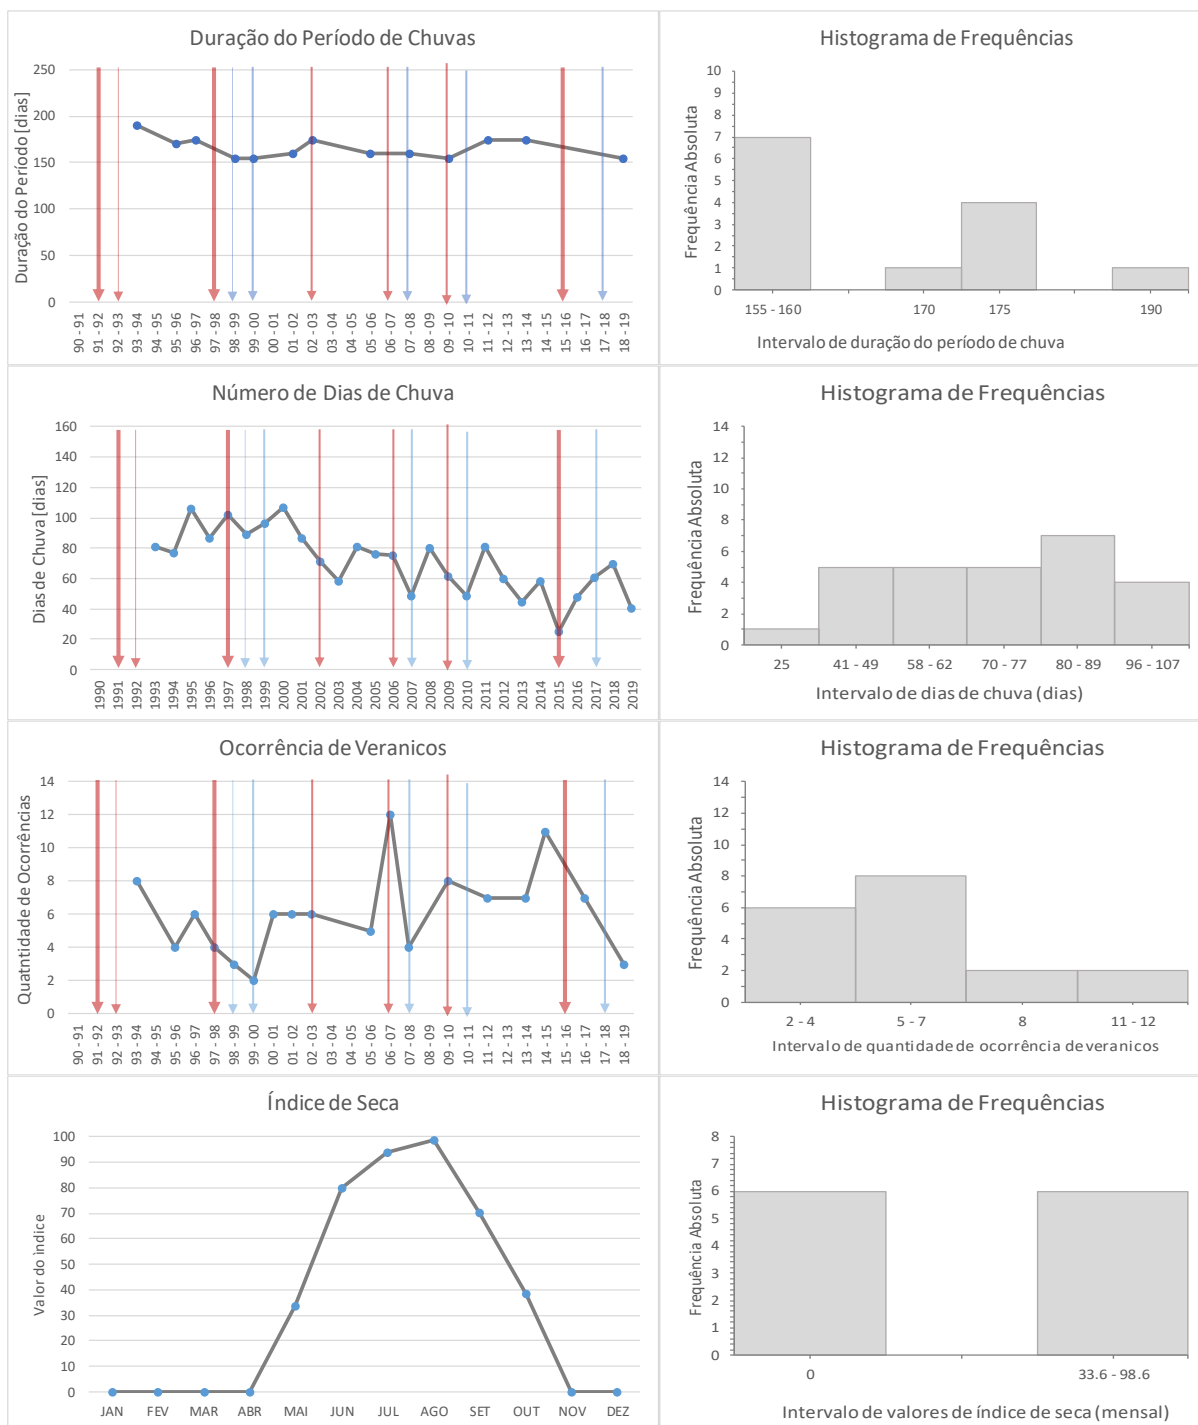 Duração do Período de Chuvas
Duração do Período [dias]
250
200
150
100
50
0
90 - 91
91 - 92
92 - 93
93 - 94
94 - 95
95 - 96
96 - 97
97 - 98
98 - 99
99 - 00
00 - 01
01 - 02
02 - 03
03 - 04
04 - 05
05 - 06
06 - 07
07 - 08
08 - 09
09 - 10
10 - 11
11 - 12
12 - 13
13 - 14
14 - 15
15 - 16
16 - 17
17 - 18
18 - 19
Histograma de Frequências
Frequência Absoluta
10
9
8
7
6
5
4
3
2
1
0
155 - 160
170
175
190
Intervalo de duração do período de chuva
Número de Dias de Chuva
Dias de Chuva [dias]
160
140
120
100
80
60
40
20
0
1990
1991
1992
1993
1994
1995
1996
1997
1998
1999
2000
2001
2002
2003
2004
2005
2006
2007
2008
2009
2010
2011
2012
2013
2014
2015
2016
2017
2018
2019
Histograma de Frequências
Frequência Absoluta
14
12
10
8
6
4
2
0
25
41 - 49
58 - 62
70 - 77
80 - 89
96 - 107
Intervalo de dias de chuva (dias)
Ocorrência de Veranicos
Quatntidade de Ocorrências
14
12
10
8
6
4
2
0
90 - 91
91 - 92
92 - 93
93 - 94
94 - 95
95 - 96
96 - 97
97 - 98
98 - 99
99 - 00
00 - 01
01 - 02
02 - 03
03 - 04
04 - 05
05 - 06
06 - 07
07 - 08
08 - 09
09 - 10
10 - 11
11 - 12
12 - 13
13 - 14
14 - 15
15 - 16
16 - 17
17 - 18
18 - 19
Histograma de Frequências
Frequência Absoluta
14
12
10
8
6
4
2
0
2 - 4
5 - 7
8
11 - 12
Intervalo de quantidade de ocorrência de veranicos
Índice de Seca
Valor do ìndice
100
90
80
70
60
50
40
30
20
10
0
JAN
FEV
MAR
ABR
MAI
JUN
JUL
AGO
SET
OUT
NOV
DEZ
Histograma de Frequências
Frequência Absoluta
8
7
6
5
4
3
2
1
0
0
33.6 - 98.6
Intervalo de valores de índice de seca (mensal)